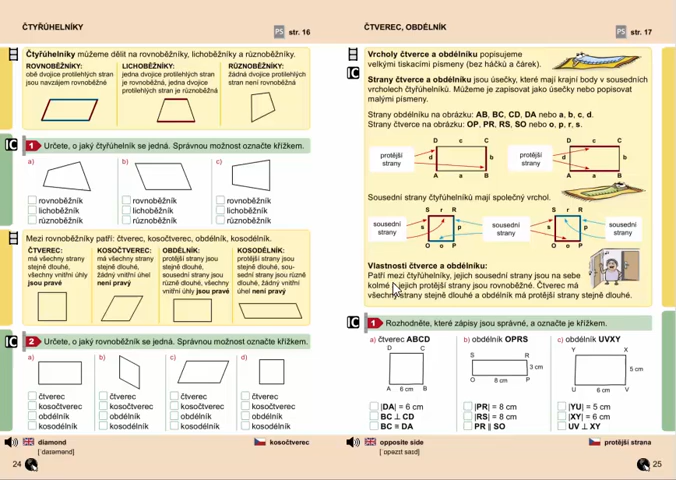 ČTYŘÚHELNÍKY
PS str. 16
Čtyřúhelníky můžeme dělit na rovnoběžníky, lichoběžníky a různoběžníky.
ROVNOBĚŽNÍKY:
obě dvojice protilehlých stran
jsou navzájem rovnoběžné
LICHOBĚŽNÍKY:
jedna dvojice protilehlých stran
je rovnoběžná, jedna dvojice
protilehlých stran je různoběžná
RŮZNOBĚŽNÍKY:
žádná dvojice protilehlých
stran není rovnoběžná
1 Určete, o jaký čtyřúhelník se jedná. Správnou možnost označte křížkem.
a)
rovnoběžník
lichoběžník
různoběžník
b)
rovnoběžník
lichoběžník
různoběžník
c)
rovnoběžník
lichoběžník
různoběžník
Mezi rovnoběžníky patří: čtverec, kosočtverec, obdélník, kosodélník.
ČTVEREC:
má všechny strany
stejně dlouhé,
všechny vnitřní úhly
jsou pravé
KOSOČTVEREC:
má všechny strany
stejně dlouhé,
žádný vnitřní úhel
není pravý
OBDÉLNÍK:
protější strany jsou
stejně dlouhé,
sousední strany jsou
různě dlouhé, všechny
vnitřní úhly jsou pravé
KOSODÉLNÍK:
protější strany jsou
stejně dlouhé, sou-
sední strany jsou různě
dlouhé, žádný vnitřní
úhel není pravý
2 Určete, o jaký rovnoběžník se jedná. Správnou možnost označte křížkem.
a)
čtverec
kosočtverec
obdélník
kosodélník
b)
čtverec
kosočtverec
obdélník
kosodélník
c)
čtverec
kosočtverec
obdélník
kosodélník
d)
čtverec
kosočtverec
obdélník
kosodélník
diamond
[ˈdaɪəmənd]
kosočtverec
24
ČTVEREC, OBDÉLNÍK
PS str. 17
Vrcholy čtverce a obdélníku popisujeme
velkými tiskacími písmeny (bez háčků a čárek).
Strany čtverce a obdélníku jsou úsečky, které mají krajní body v sousedních
vrcholech čtyřúhelníků. Můžeme je zapisovat jako úsečky nebo popisovat
malými písmeny.
Strany obdélníku na obrázku: AB, BC, CD, DA nebo a, b, c, d.
Strany čtverce na obrázku: OP, PR, RS, SO nebo o, p, r, s.
protější
strany
D c C
d b
A a B
protější
strany
D c C
d b
A a B
Sousední strany čtyřúhelníků mají společný vrchol.
sousední
strany
S r R
s p
O o P
sousední
strany
S r R
s p
O o P
sousední
strany
Vlastnosti čtverce a obdélníku:
Patří mezi čtyřúhelníky, jejich sousední strany jsou na sebe
kolmé a jejich protější strany jsou rovnoběžné. Čtverec má
všechny strany stejně dlouhé a obdélník má protější strany stejně dlouhé.
1 Rozhodněte, které zápisy jsou správné, a označte je křížkem.
a) čtverec ABCD
D C
A 6 cm B
|DA| = 6 cm
BC ⊥ CD
BC = DA
b) obdélník OPRS
S R
3 cm
O 8 cm P
|PR| = 8 cm
|RS| = 8 cm
PR ∥ SO
c) obdélník UVXY
Y X
5 cm
U 6 cm V
|YU| = 5 cm
|XY| = 6 cm
UV ⊥ XY
opposite side
[ˈɒpəzɪt saɪd]
protější strana
25